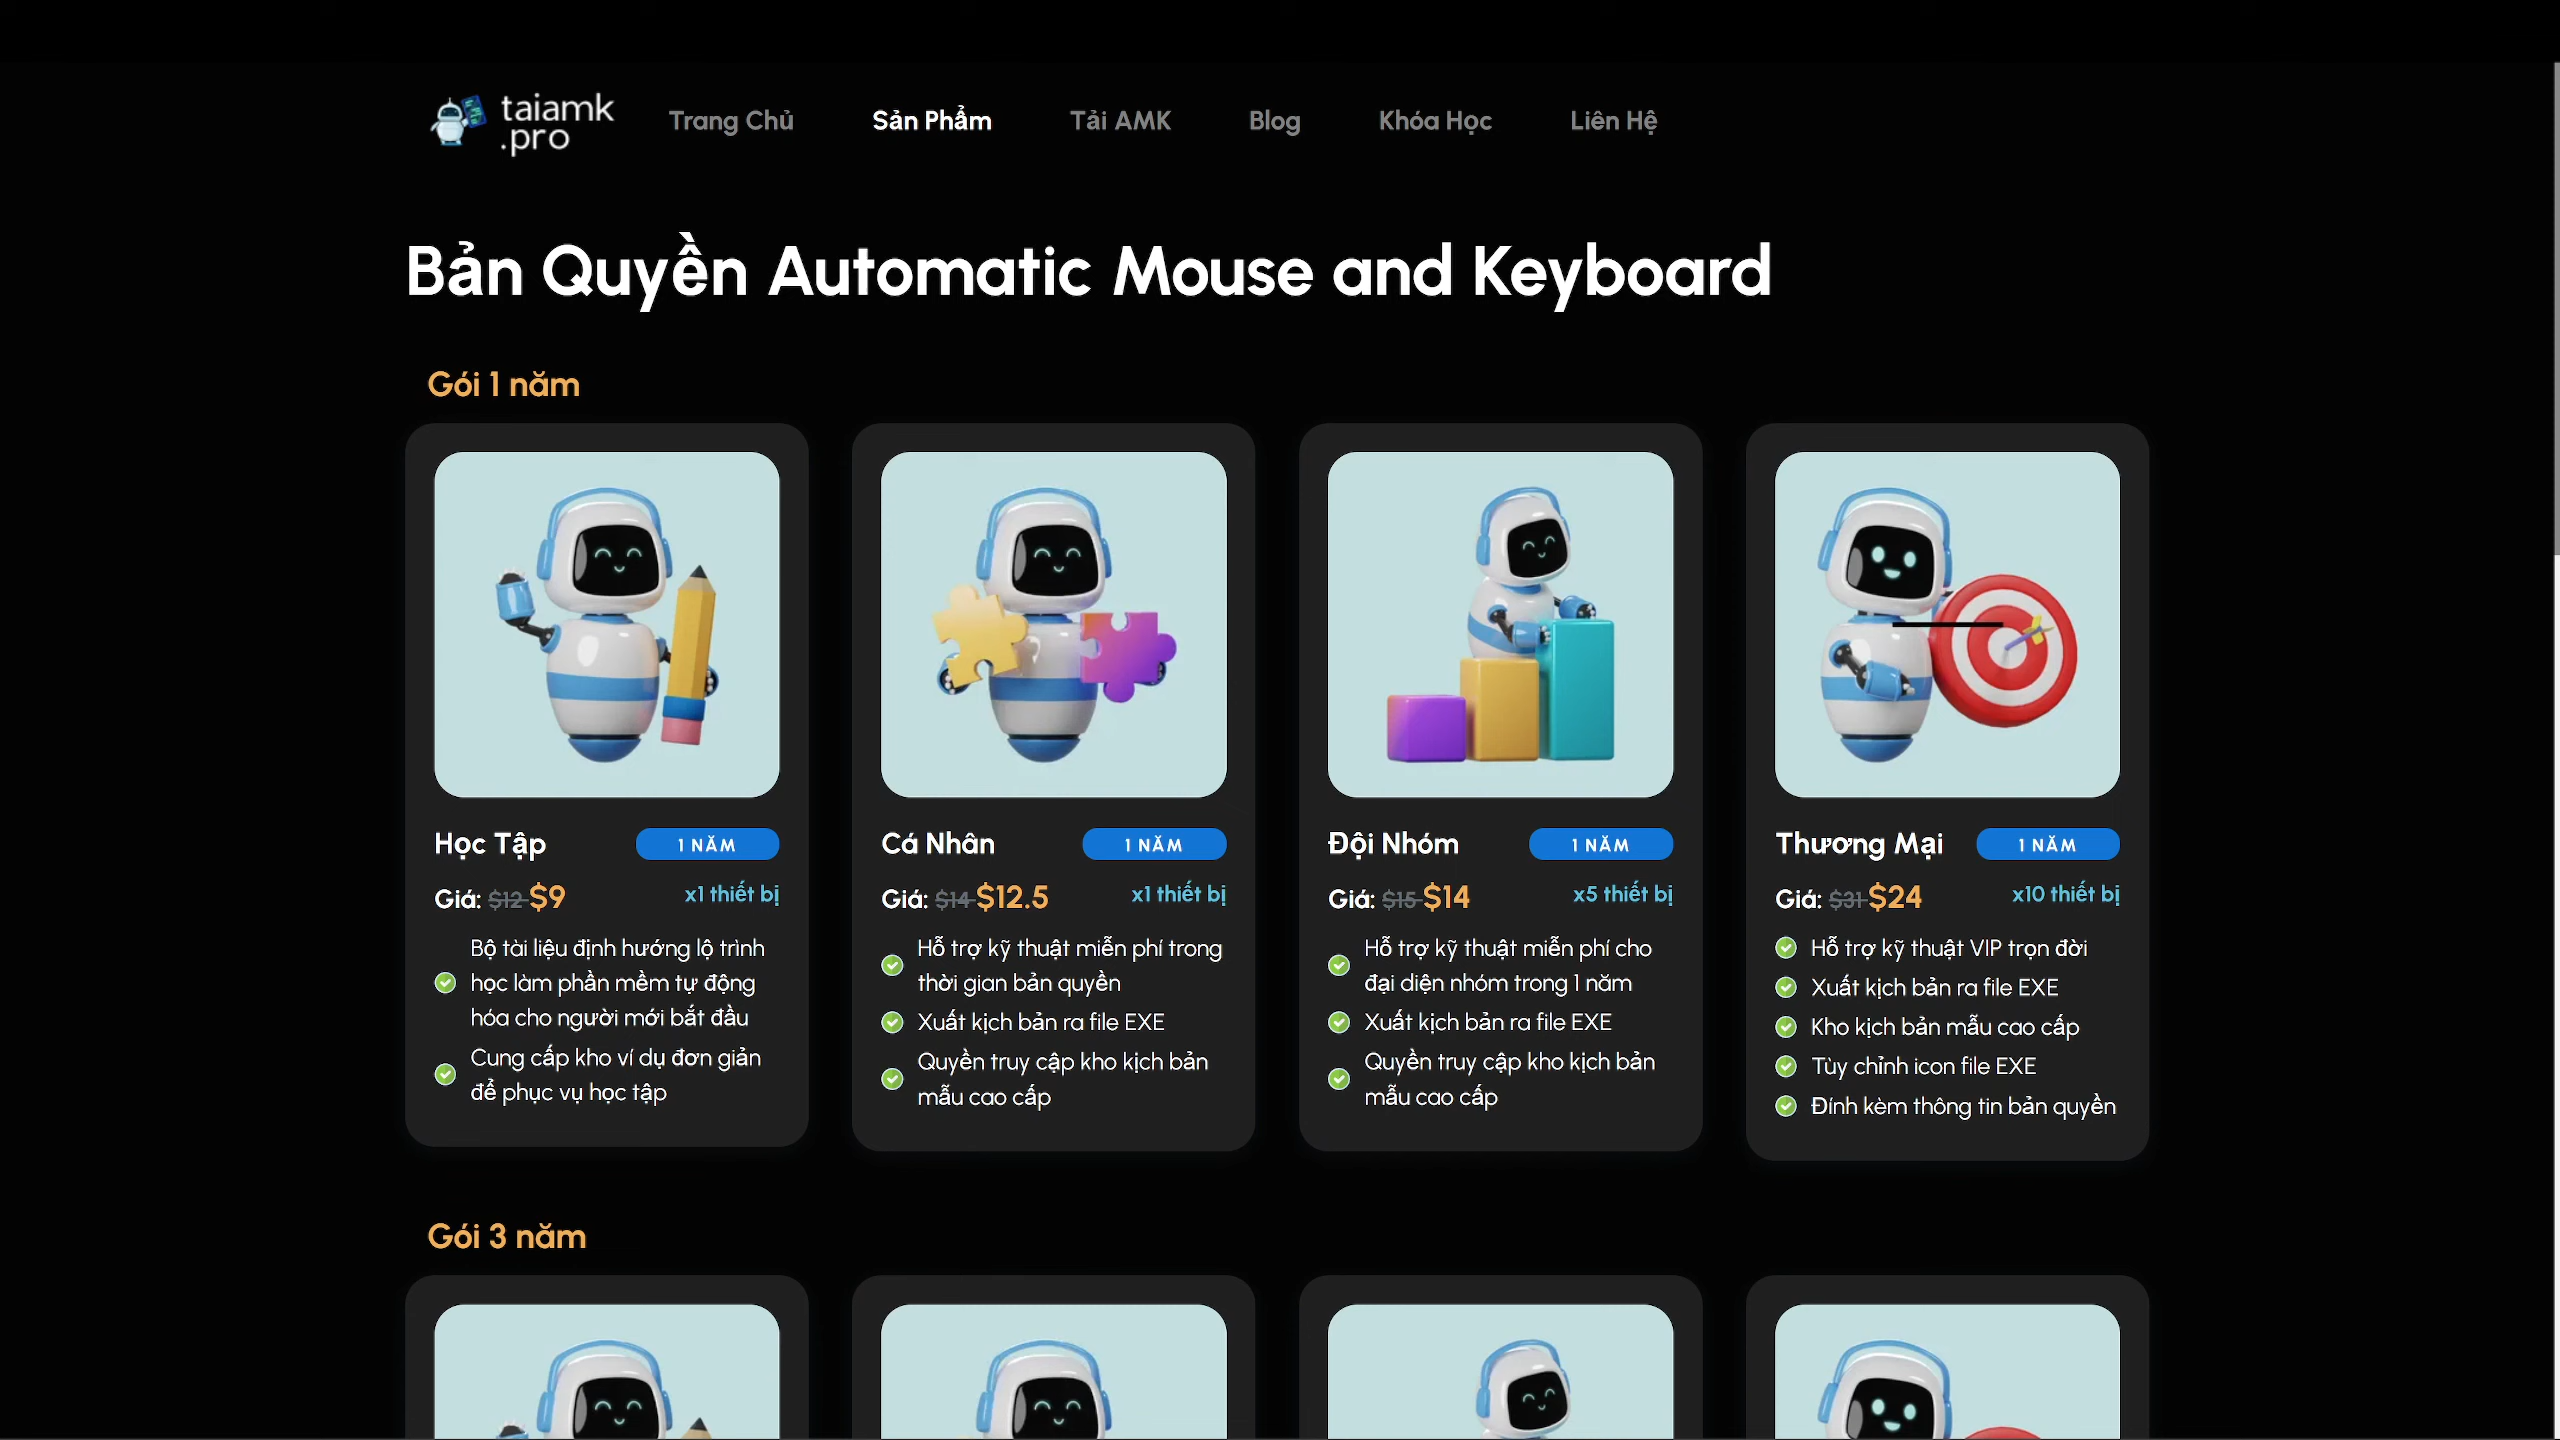 taiamk
.pro
Trang Chủ
Sản Phẩm
Tải AMK
Blog
Khóa Học
Liên Hệ
Bản Quyền Automatic Mouse and Keyboard
Gói 1 năm
Học Tập
1 NĂM
Giá: $12 $9
x1 thiết bị
Bộ tài liệu định hướng lộ trình
học làm phần mềm tự động
hóa cho người mới bắt đầu
Cung cấp kho ví dụ đơn giản
để phục vụ học tập
Cá Nhân
1 NĂM
Giá: $14 $12.5
x1 thiết bị
Hỗ trợ kỹ thuật miễn phí trong
thời gian bản quyền
Xuất kịch bản ra file EXE
Quyền truy cập kho kịch bản
mẫu cao cấp
Đội Nhóm
1 NĂM
Giá: $15 $14
x5 thiết bị
Hỗ trợ kỹ thuật miễn phí cho
đại diện nhóm trong 1 năm
Xuất kịch bản ra file EXE
Quyền truy cập kho kịch bản
mẫu cao cấp
Thương Mại
1 NĂM
Giá: $31 $24
x10 thiết bị
Hỗ trợ kỹ thuật VIP trọn đời
Xuất kịch bản ra file EXE
Kho kịch bản mẫu cao cấp
Tùy chỉnh icon file EXE
Đính kèm thông tin bản quyền
Gói 3 năm